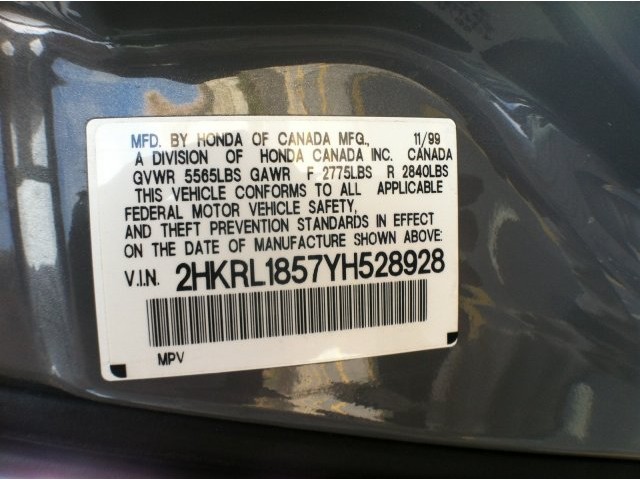 MFD. BY HONDA OF CANADA MFG., 11/99
A DIVISION OF HONDA CANADA INC. CANADA
GVWR 5565LBS GAWR F 2775LBS R 2840LBS
THIS VEHICLE CONFORMS TO ALL APPLICABLE
FEDERAL MOTOR VEHICLE SAFETY,
AND THEFT PREVENTION STANDARDS IN EFFECT
ON THE DATE OF MANUFACTURE SHOWN ABOVE:
V.I.N. 2HKRL1857YH528928
MPV